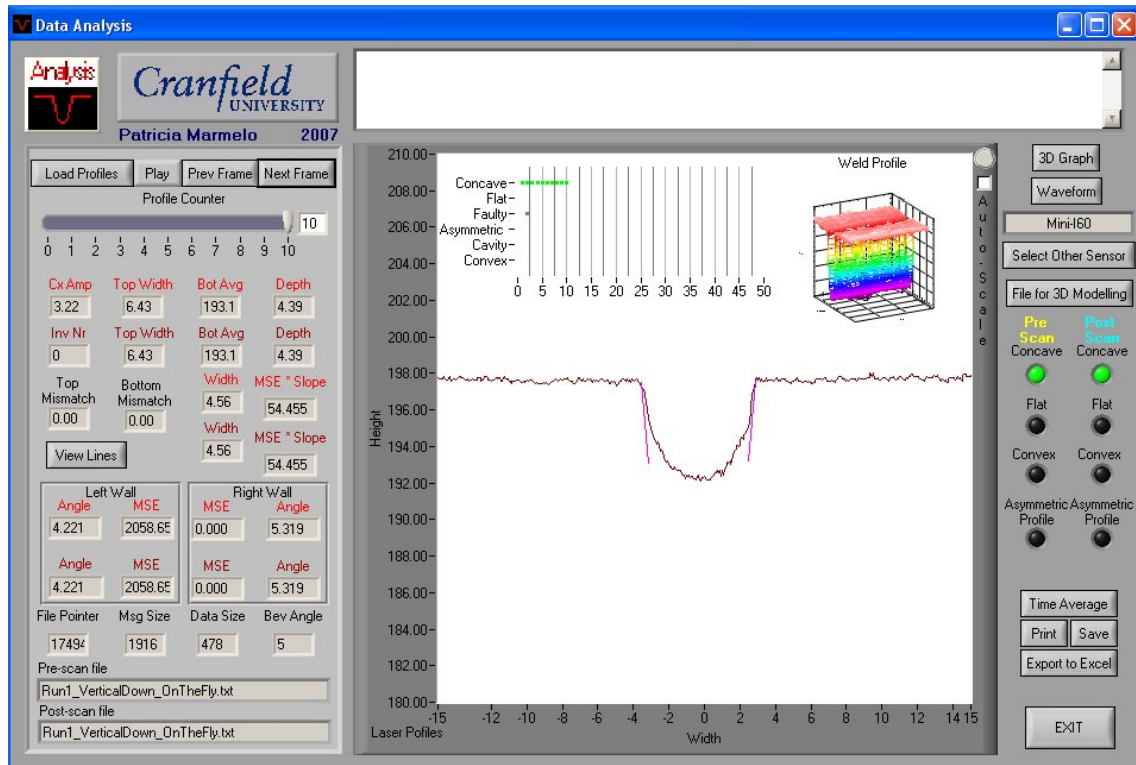 Data Analysis
Analysis
Cranfield
UNIVERSITY
Patricia Marmelo 2007
Load Profiles Play Prev Frame Next Frame
Profile Counter
10
0 1 2 3 4 5 6 7 8 9 10
Cx Amp Top Width Bot Avg Depth
3.22 6.43 193.1 4.39
Inv Nr Top Width Bot Avg Depth
0 6.43 193.1 4.39
Top Mismatch Bottom Mismatch Width MSE * Slope
0.00 0.00 4.56 54.455
Width MSE * Slope
4.56 54.455
View Lines
Left Wall Right Wall
Angle MSE MSE Angle
4.221 2058.65 0.000 5.319
Angle MSE MSE Angle
4.221 2058.65 0.000 5.319
File Pointer Msg Size Data Size Bev Angle
17494 1916 478 5
Pre-scan file
Run1_VerticalDown_OnTheFly.txt
Post-scan file
Run1_VerticalDown_OnTheFly.txt
210.00
208.00
206.00
204.00
202.00
200.00
198.00
196.00
194.00
192.00
190.00
188.00
186.00
184.00
182.00
180.00
Height
Concave
Flat
Faulty
Asymmetric
Cavity
Convex
0 5 10 15 20 25 30 35 40 45 50
Weld Profile
Auto-Scale
-15 -12 -10 -8 -6 -4 -2 0 2 4 6 8 10 12 14 15
Laser Pofiles
Width
3D Graph
Waveform
Mini-I60
Select Other Sensor
File for 3D Modelling
Pre Scan Post Scan
Concave Concave
Flat Flat
Convex Convex
Asymmetric Profile Asymmetric Profile
Time Average
Print Save
Export to Excel
EXIT